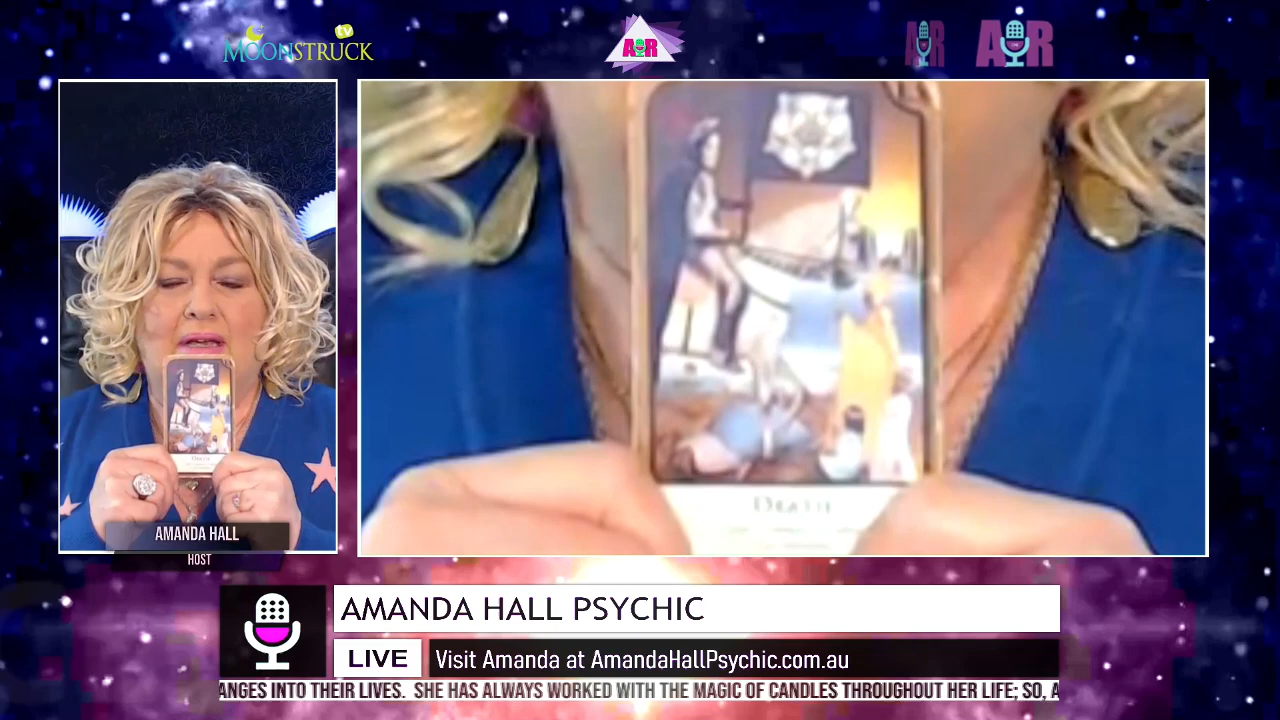 MOONSTRUCK tv
AIR
AIR
AIR
DEATH
AMANDA HALL
HOST
AMANDA HALL PSYCHIC
LIVE
Visit Amanda at AmandaHallPsychic.com.au
ANGES INTO THEIR LIVES. SHE HAS ALWAYS WORKED WITH THE MAGIC OF CANDLES THROUGHOUT HER LIFE; SO, A